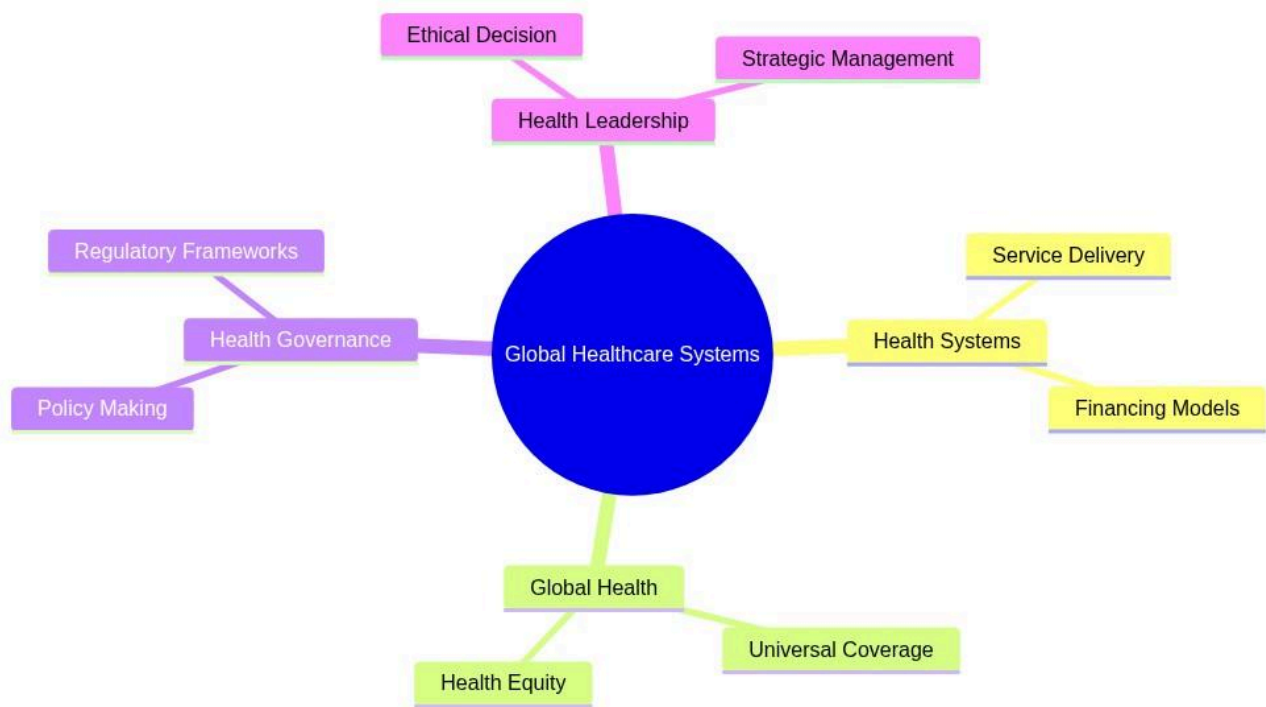 Ethical Decision
Strategic Management
Health Leadership
Regulatory Frameworks
Service Delivery
Health Governance
Health Systems
Global Healthcare Systems
Policy Making
Financing Models
Global Health
Universal Coverage
Health Equity